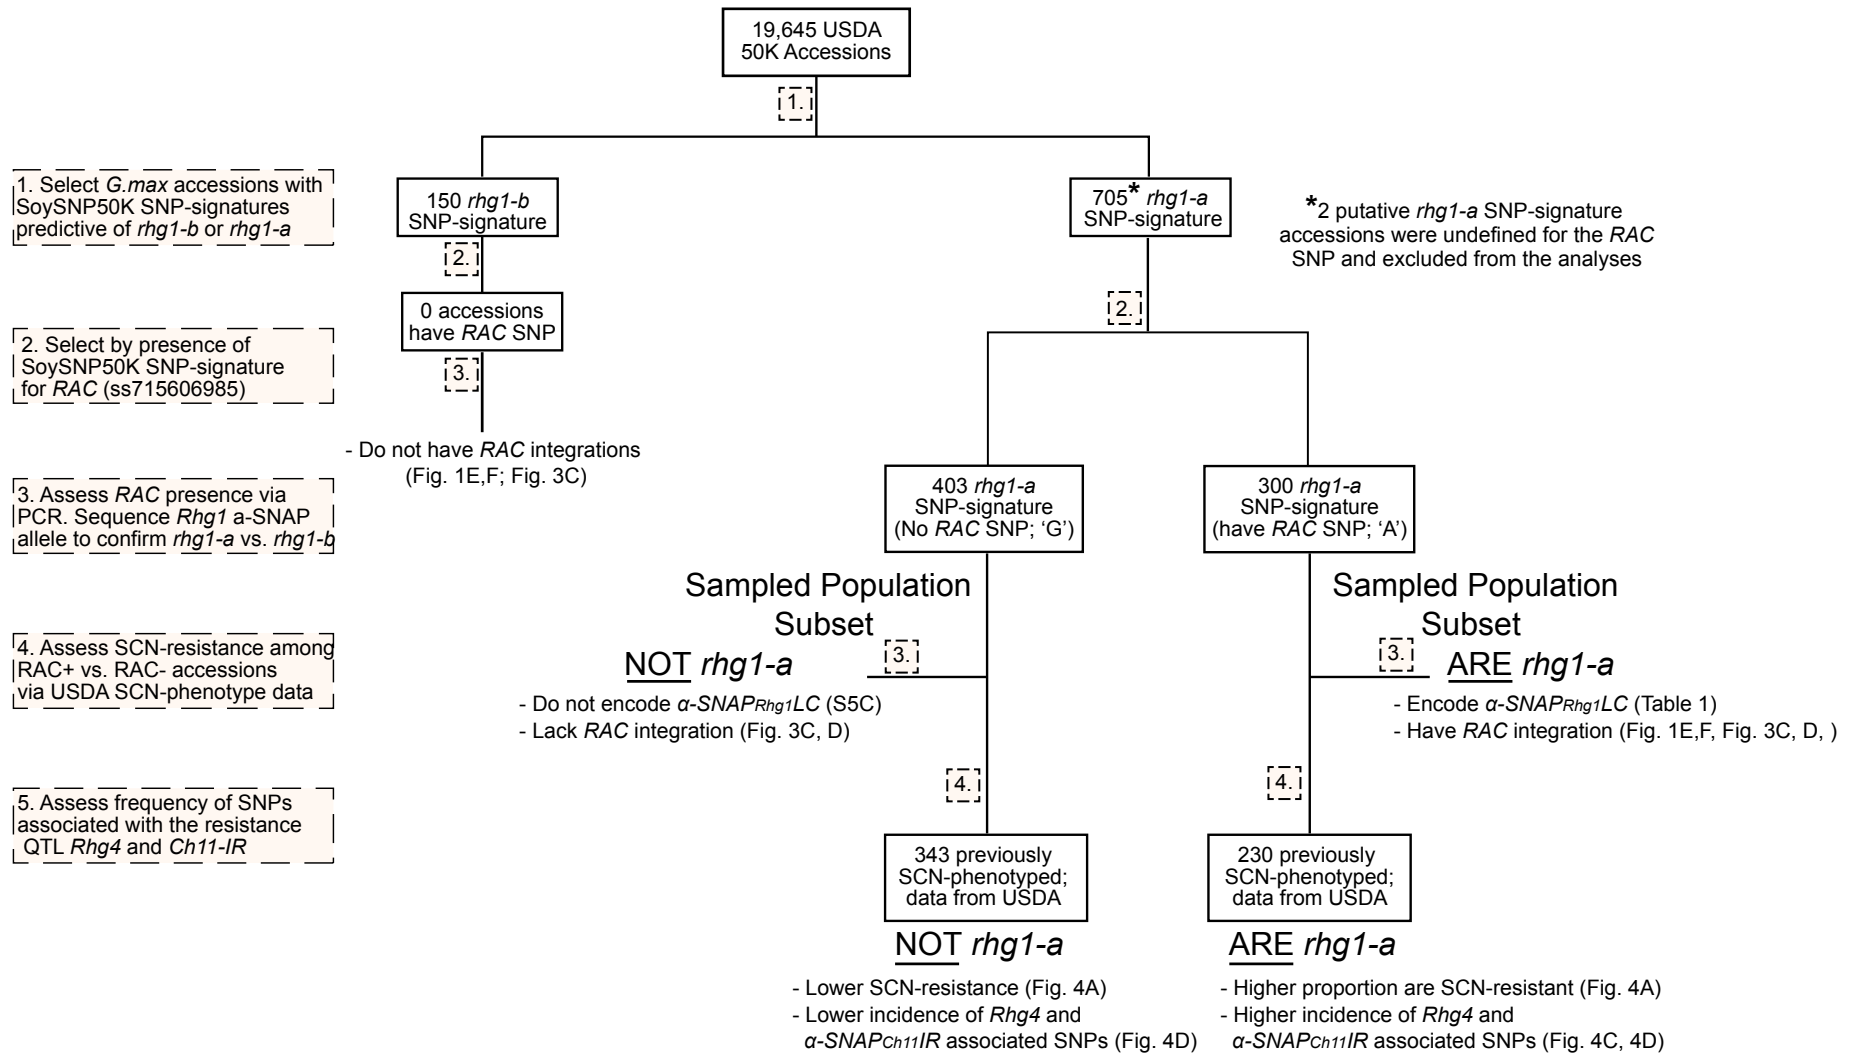 19,645 USDA
50K Accessions
1.
1. Select G.max accessions with
SoySNP50K SNP-signatures
predictive of rhg1-b or rhg1-a
150 rhg1-b
SNP-signature
705* rhg1-a
SNP-signature
*2 putative rhg1-a SNP-signature
accessions were undefined for the RAC
SNP and excluded from the analyses
2.
0 accessions
have RAC SNP
2.
2. Select by presence of
SoySNP50K SNP-signature
for RAC (ss715606985)
3.
- Do not have RAC integrations
(Fig. 1E,F; Fig. 3C)
3. Assess RAC presence via
PCR. Sequence Rhg1 a-SNAP
allele to confirm rhg1-a vs. rhg1-b
403 rhg1-a
SNP-signature
(No RAC SNP; ‘G’)
300 rhg1-a
SNP-signature
(have RAC SNP; ‘A’)
Sampled Population
Subset
3.
NOT rhg1-a
- Do not encode α-SNAPRhg1LC (S5C)
- Lack RAC integration (Fig. 3C, D)
Sampled Population
Subset
3.
ARE rhg1-a
- Encode α-SNAPRhg1LC (Table 1)
- Have RAC integration (Fig. 1E,F, Fig. 3C, D, )
4. Assess SCN-resistance among
RAC+ vs. RAC- accessions
via USDA SCN-phenotype data
4.
4.
5. Assess frequency of SNPs
associated with the resistance
QTL Rhg4 and Ch11-IR
343 previously
SCN-phenotyped;
data from USDA
NOT rhg1-a
- Lower SCN-resistance (Fig. 4A)
- Lower incidence of Rhg4 and
α-SNAPCh11IR associated SNPs (Fig. 4D)
230 previously
SCN-phenotyped;
data from USDA
ARE rhg1-a
- Higher proportion are SCN-resistant (Fig. 4A)
- Higher incidence of Rhg4 and
α-SNAPCh11IR associated SNPs (Fig. 4C, 4D)